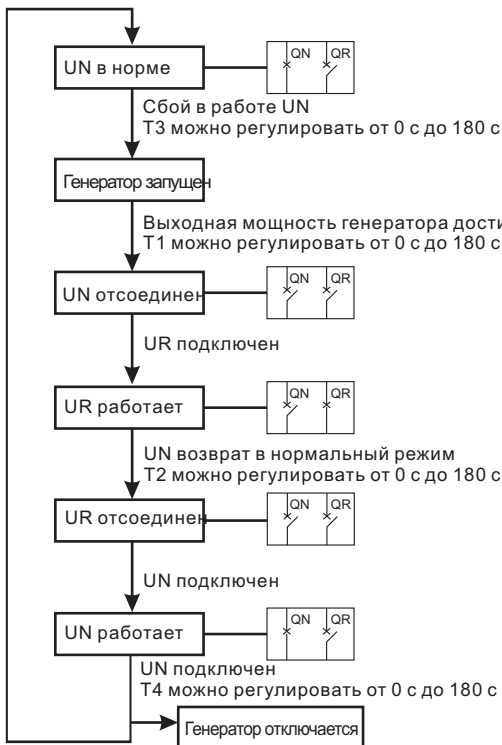 UN в норме
QN QR
Сбой в работе UN
T3 можно регулировать от 0 с до 180 с
Генератор запущен
Выходная мощность генератора
T1 можно регулировать от 0 с до 180 с
UN отсоединен
QN QR
UR подключен
UR работает
QN QR
UN возврат в нормальный режим
T2 можно регулировать от 0 с до 180 с
UR отсоединен
QN QR
UN подключен
UN работает
QN QR
UN подключен
T4 можно регулировать от 0 с до 180 с
Генератор отключается